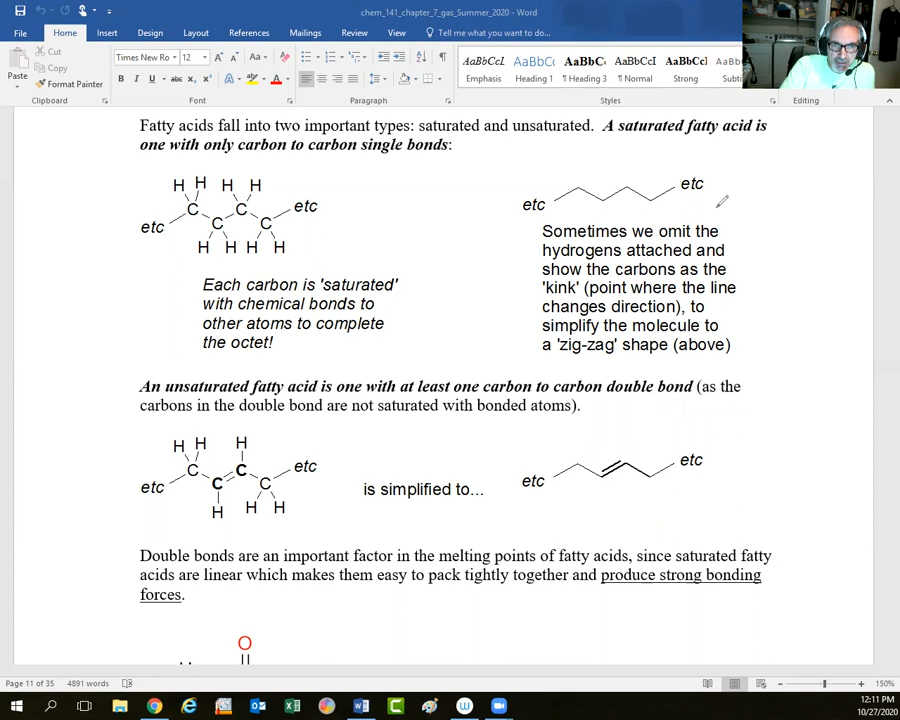 chem_141_chapter_7_gas_Summer_2020 - Word
File Home Insert Design Layout References Mailings Review View Tell me what you want to do...
Cut
Copy
Paste Format Painter
Times New Ro 12
AaBbCcL AaBbCc AaBbC AaBbCcI AaBbCc AaBb
Emphasis Heading 1 ¶ Heading 3 ¶ Normal Strong Subti
Clipboard Font Paragraph Styles Editing
Fatty acids fall into two important types: saturated and unsaturated. A saturated fatty acid is
one with only carbon to carbon single bonds:
H H H H
C C etc
etc C C
H H H H
etc
etc
Each carbon is 'saturated'
with chemical bonds to
other atoms to complete
the octet!
Sometimes we omit the
hydrogens attached and
show the carbons as the
'kink' (point where the line
changes direction), to
simplify the molecule to
a 'zig-zag' shape (above)
An unsaturated fatty acid is one with at least one carbon to carbon double bond (as the
carbons in the double bond are not saturated with bonded atoms).
H H H
C C etc
etc C C
H H H
is simplified to...
etc
etc
Double bonds are an important factor in the melting points of fatty acids, since saturated fatty
acids are linear which makes them easy to pack tightly together and produce strong bonding
forces.
O
Page 11 of 35 4891 words 150%
12:11 PM
10/27/2020